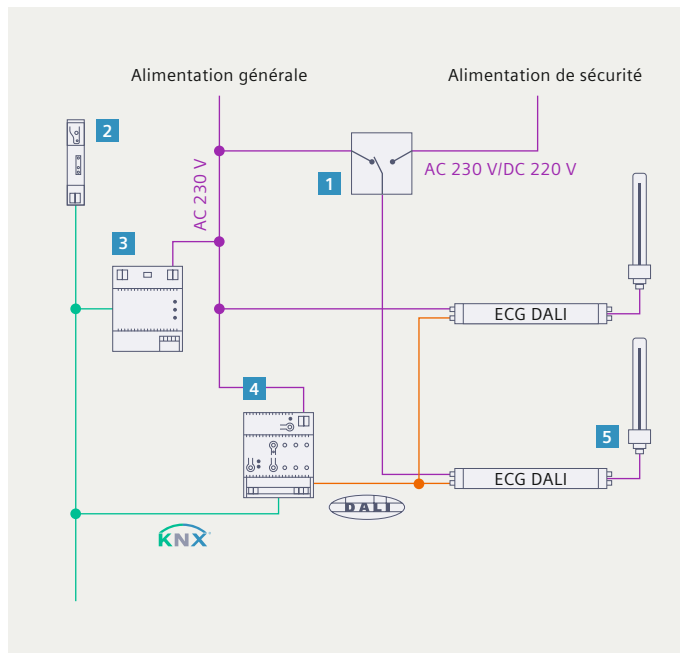 Alimentation générale
Alimentation de sécurité
2
AC 230 V
1
AC 230 V/DC 220 V
3
ECG DALI
4
5
ECG DALI
DALI
KNX